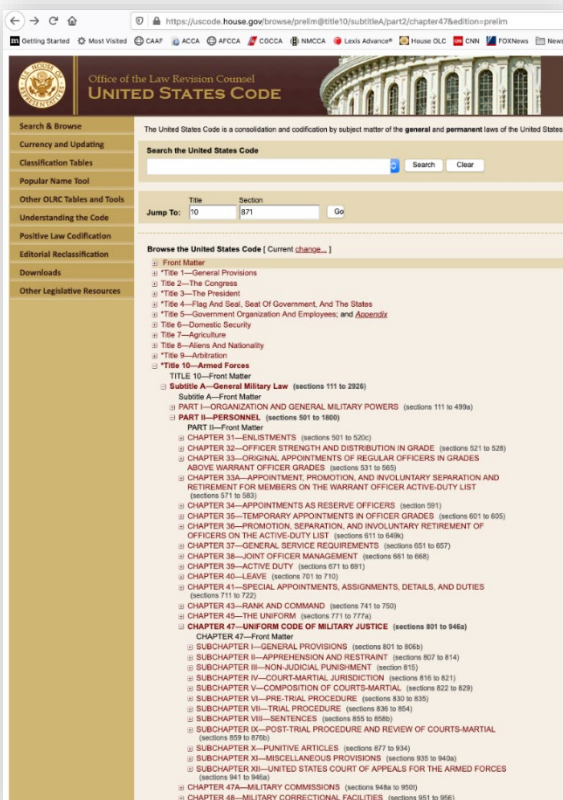 https://uscode.house.gov/browse/prelim@title10/subtitleA/part2/chapter47&edition=prelim
Getting Started Most Visited CAAF ACCA AFCCA CGCCA NMCCA Lexis Advance® House OLC CNN FOXNews News
Office of the Law Revision Counsel
UNITED STATES CODE
Search & Browse
Currency and Updating
Classification Tables
Popular Name Tool
Other OLRC Tables and Tools
Understanding the Code
Positive Law Codification
Editorial Reclassification
Downloads
Other Legislative Resources
The United States Code is a consolidation and codification by subject matter of the general and permanent laws of the United States
Search the United States Code
Search Clear
Title Section
Jump To: 10 871 Go
Browse the United States Code [ Current change... ]
Front Matter
*Title 1—General Provisions
Title 2—The Congress
*Title 3—The President
*Title 4—Flag And Seal, Seat Of Government, And The States
*Title 5—Government Organization And Employees; and Appendix
Title 6—Domestic Security
Title 7—Agriculture
Title 8—Aliens And Nationality
*Title 9—Arbitration
*Title 10—Armed Forces
TITLE 10—Front Matter
Subtitle A—General Military Law (sections 111 to 2926)
Subtitle A—Front Matter
PART I—ORGANIZATION AND GENERAL MILITARY POWERS (sections 111 to 499a)
PART II—PERSONNEL (sections 501 to 1800)
PART II—Front Matter
CHAPTER 31—ENLISTMENTS (sections 501 to 520c)
CHAPTER 32—OFFICER STRENGTH AND DISTRIBUTION IN GRADE (sections 521 to 528)
CHAPTER 33—ORIGINAL APPOINTMENTS OF REGULAR OFFICERS IN GRADES
ABOVE WARRANT OFFICER GRADES (sections 531 to 565)
CHAPTER 33A—APPOINTMENT, PROMOTION, AND INVOLUNTARY SEPARATION AND
RETIREMENT FOR MEMBERS ON THE WARRANT OFFICER ACTIVE-DUTY LIST
(sections 571 to 583)
CHAPTER 34—APPOINTMENTS AS RESERVE OFFICERS (section 591)
CHAPTER 35—TEMPORARY APPOINTMENTS IN OFFICER GRADES (sections 601 to 605)
CHAPTER 36—PROMOTION, SEPARATION, AND INVOLUNTARY RETIREMENT OF
OFFICERS ON THE ACTIVE-DUTY LIST (sections 611 to 649k)
CHAPTER 37—GENERAL SERVICE REQUIREMENTS (sections 651 to 657)
CHAPTER 38—JOINT OFFICER MANAGEMENT (sections 661 to 668)
CHAPTER 39—ACTIVE DUTY (sections 671 to 691)
CHAPTER 40—LEAVE (sections 701 to 710)
CHAPTER 41—SPECIAL APPOINTMENTS, ASSIGNMENTS, DETAILS, AND DUTIES
(sections 711 to 722)
CHAPTER 43—RANK AND COMMAND (sections 741 to 750)
CHAPTER 45—THE UNIFORM (sections 771 to 777a)
CHAPTER 47—UNIFORM CODE OF MILITARY JUSTICE (sections 801 to 946a)
CHAPTER 47—Front Matter
SUBCHAPTER I—GENERAL PROVISIONS (sections 801 to 806b)
SUBCHAPTER II—APPREHENSION AND RESTRAINT (sections 807 to 814)
SUBCHAPTER III—NON-JUDICIAL PUNISHMENT (section 815)
SUBCHAPTER IV—COURT-MARTIAL JURISDICTION (sections 816 to 821)
SUBCHAPTER V—COMPOSITION OF COURTS-MARTIAL (sections 822 to 829)
SUBCHAPTER VI—PRE-TRIAL PROCEDURE (sections 830 to 835)
SUBCHAPTER VII—TRIAL PROCEDURE (sections 836 to 854)
SUBCHAPTER VIII—SENTENCES (sections 855 to 858b)
SUBCHAPTER IX—POST-TRIAL PROCEDURE AND REVIEW OF COURTS-MARTIAL
(sections 859 to 876b)
SUBCHAPTER X—PUNITIVE ARTICLES (sections 877 to 934)
SUBCHAPTER XI—MISCELLANEOUS PROVISIONS (sections 935 to 940a)
SUBCHAPTER XII—UNITED STATES COURT OF APPEALS FOR THE ARMED FORCES
(sections 941 to 946a)
CHAPTER 47A—MILITARY COMMISSIONS (sections 948a to 950t)
CHAPTER 48—MILITARY CORRECTIONAL FACILITIES (sections 951 to 956)